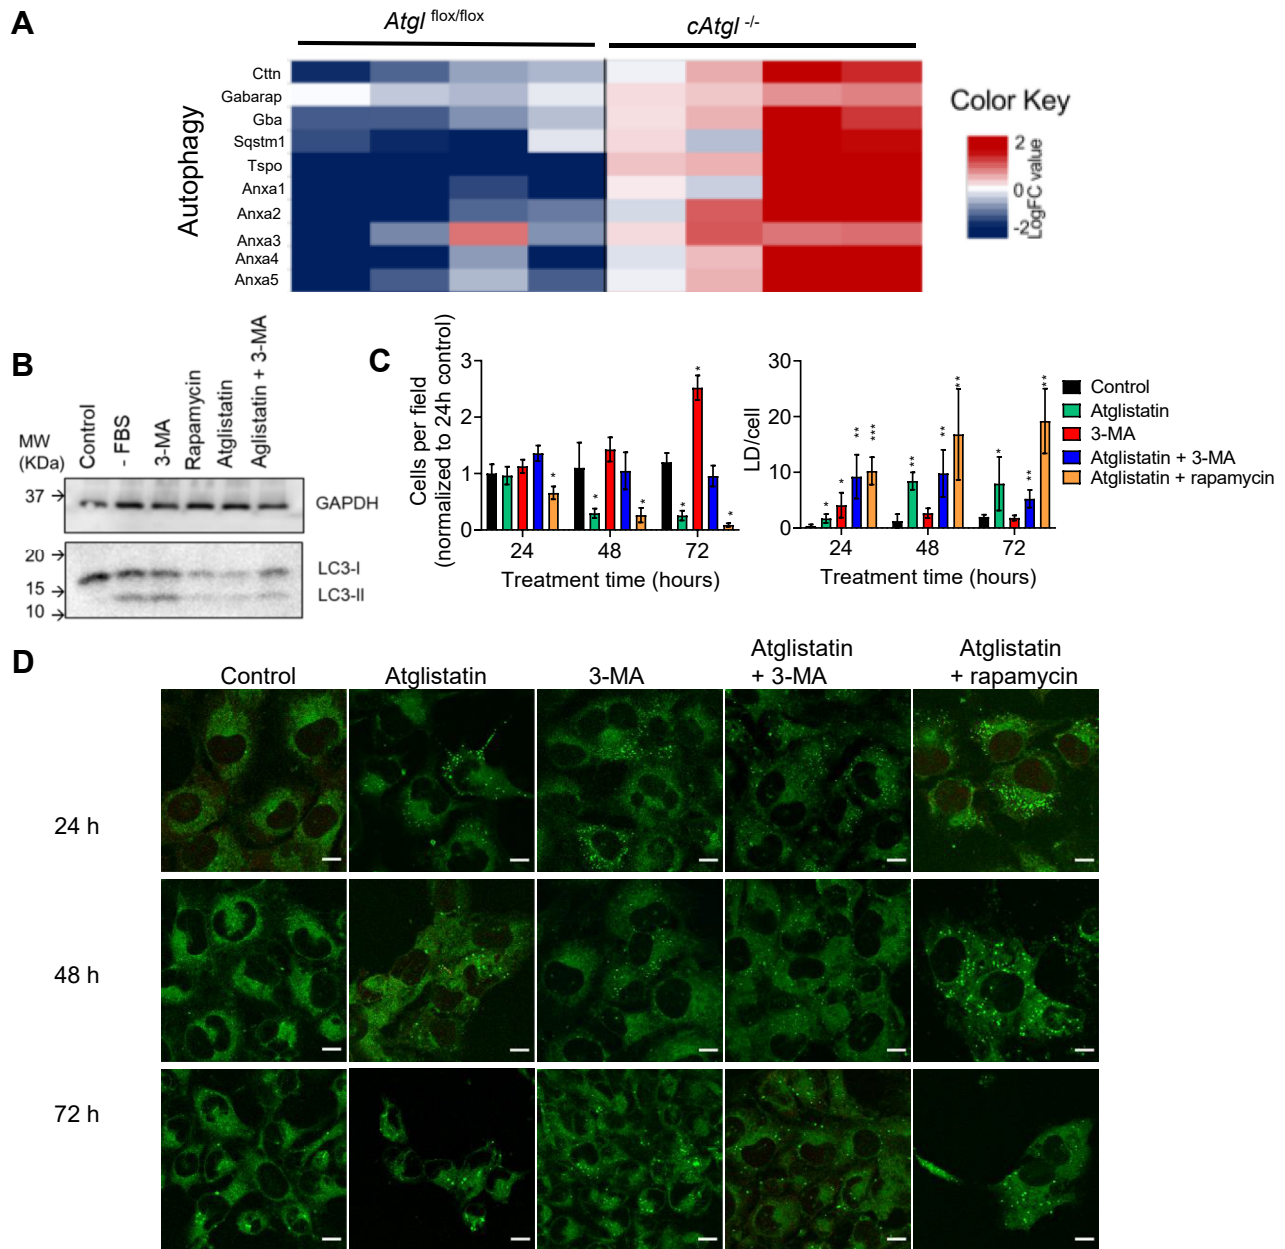 A
Atgl flox/flox
cAtgl -/-
Autophagy
Cttn
Gabarap
Gba
Sqstm1
Tspo
Anxa1
Anxa2
Anxa3
Anxa4
Anxa5
Color Key
2
0
-2
LogFC value
B
MW
(KDa)
Control
- FBS
3-MA
Rapamycin
Atglistatin
Aglistatin + 3-MA
37
GAPDH
20
LC3-I
15
LC3-II
10
C
Cells per field
(normalized to 24h control)
3
2
1
0
* * * * * *
24 48 72
Treatment time (hours)
LD/cell
30
20
10
0
* * ** *** ** ** ** * ** **
24 48 72
Treatment time (hours)
Control
Atglistatin
3-MA
Atglistatin + 3-MA
Atglistatin + rapamycin
D
Control
Atglistatin
3-MA
Atglistatin
+ 3-MA
Atglistatin
+ rapamycin
24 h
48 h
72 h